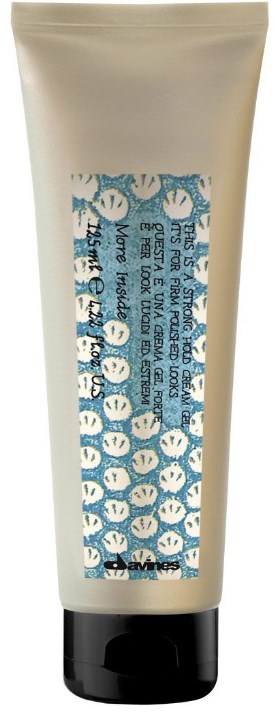 THIS IS A STRONG HOLD CREAM GEL
IT'S FOR FIRM POLISHED LOOKS
QUESTA È UNA CREMA GEL FORTE
È PER LOOK LUCIDI ED ESTREMI
More Inside
125 ml ℮ 4,22 fl.oz U.S
davines